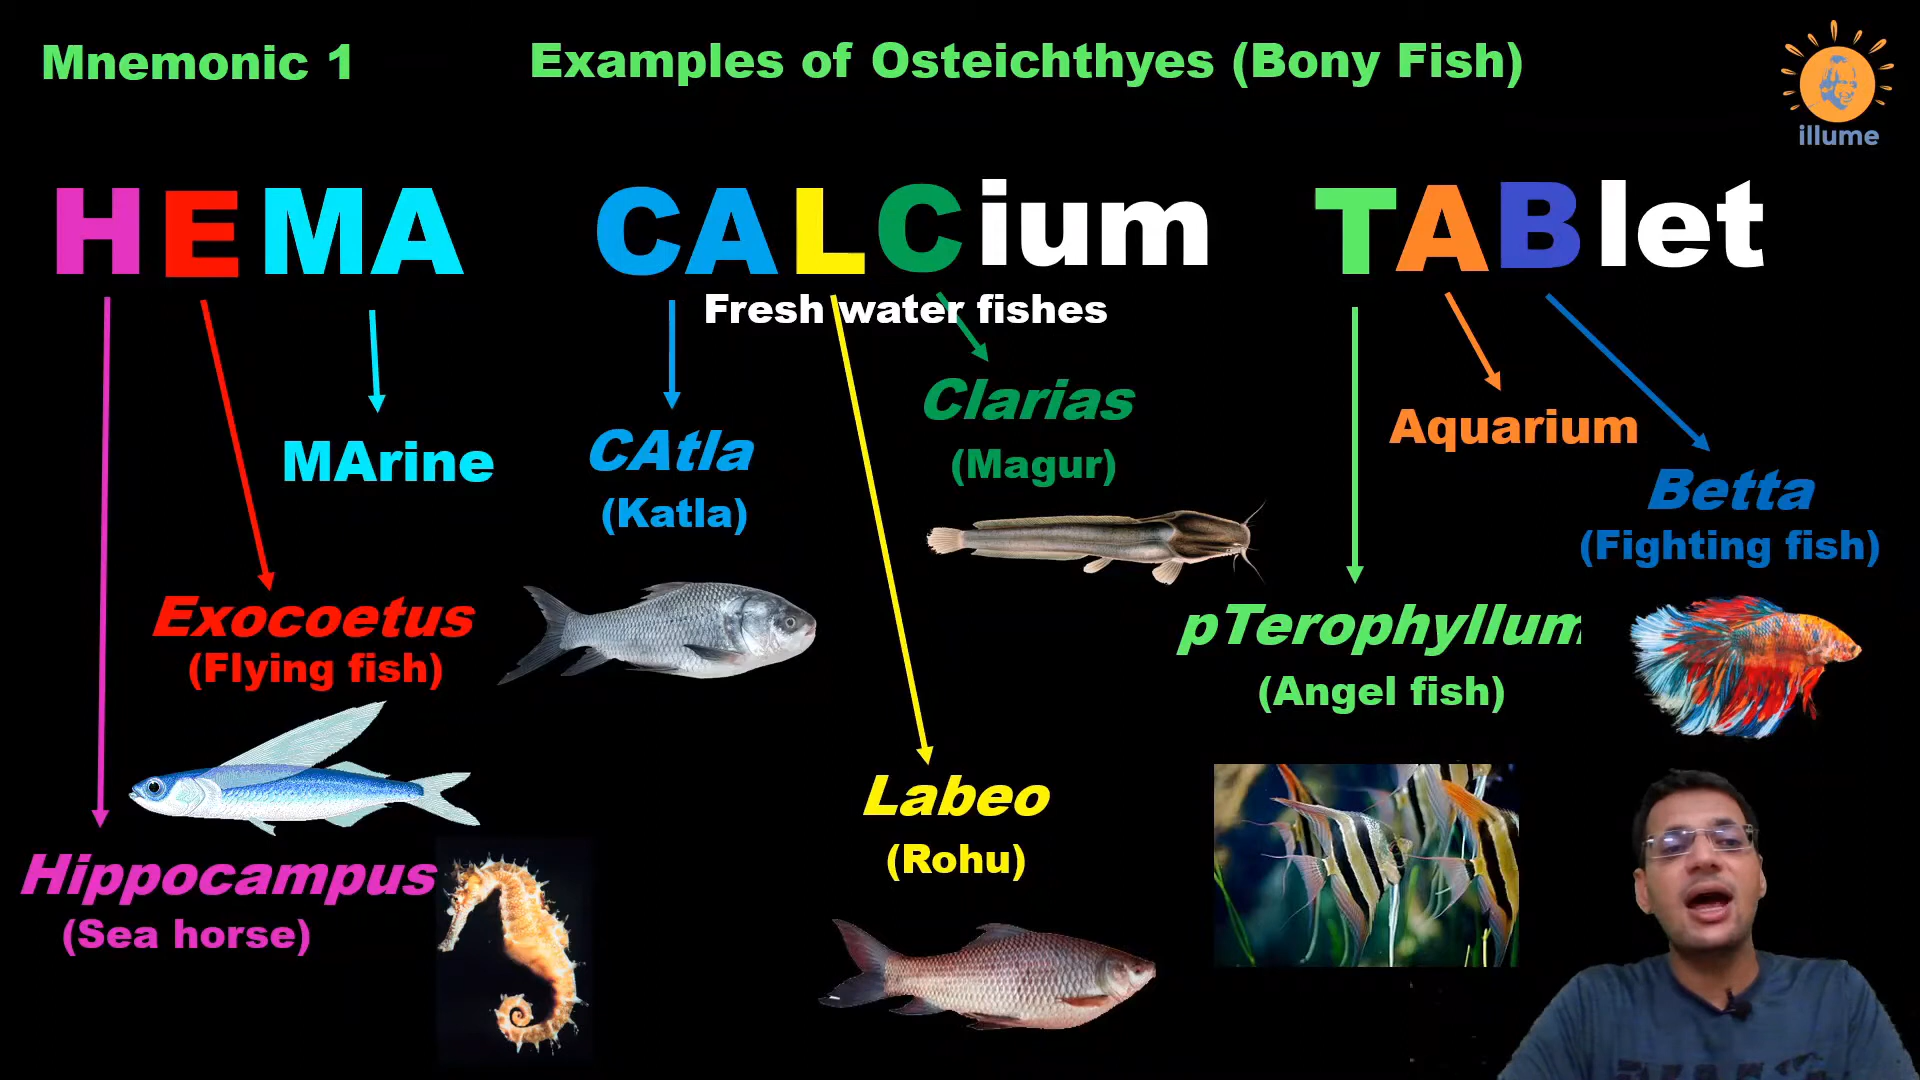 Mnemonic 1
Examples of Osteichthyes (Bony Fish)
illume
HEMA
CALCium
TABlet
Fresh water fishes
MArine
CAtla
(Katla)
Clarias
(Magur)
Aquarium
Betta
(Fighting fish)
Exocoetus
(Flying fish)
pTerophyllum
(Angel fish)
Labeo
(Rohu)
Hippocampus
(Sea horse)